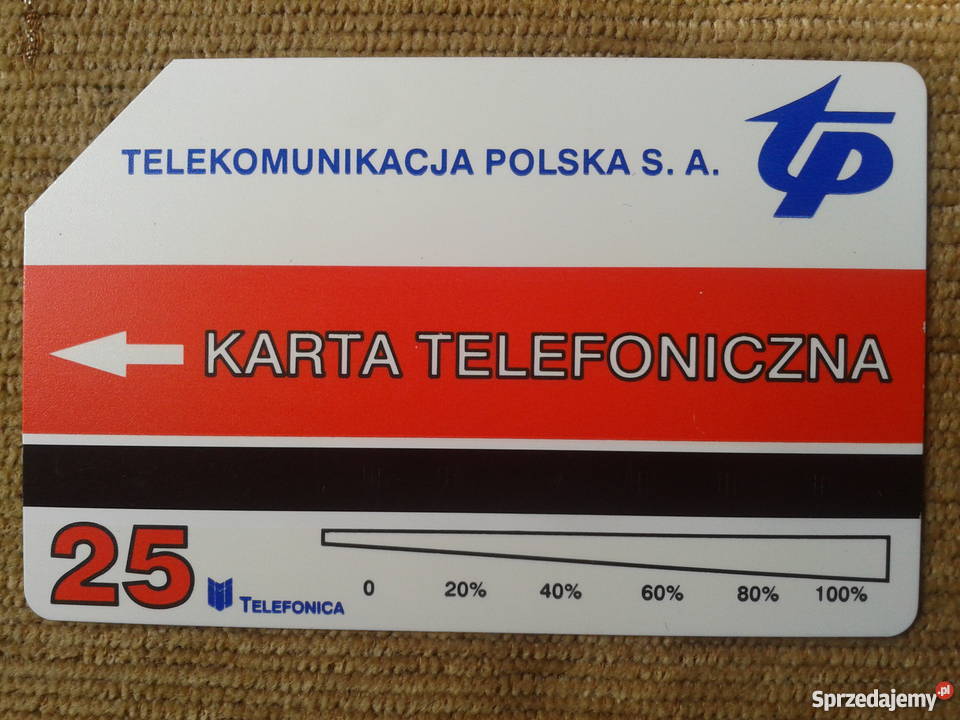 TELEKOMUNIKACJA POLSKA S. A.
tp
KARTA TELEFONICZNA
25
TELEFONICA
0 20% 40% 60% 80% 100%
Sprzedajemy.pl